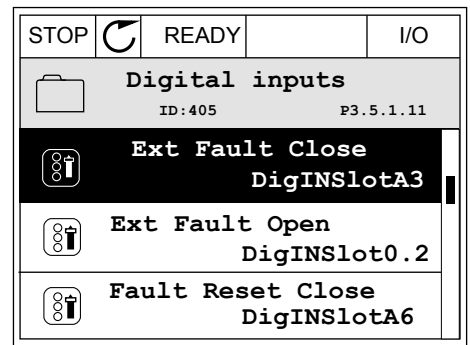 STOP READY I/O
Digital inputs
ID:405 P3.5.1.11
Ext Fault Close
DigINSlotA3
Ext Fault Open
DigINSlot0.2
Fault Reset Close
DigINSlotA6